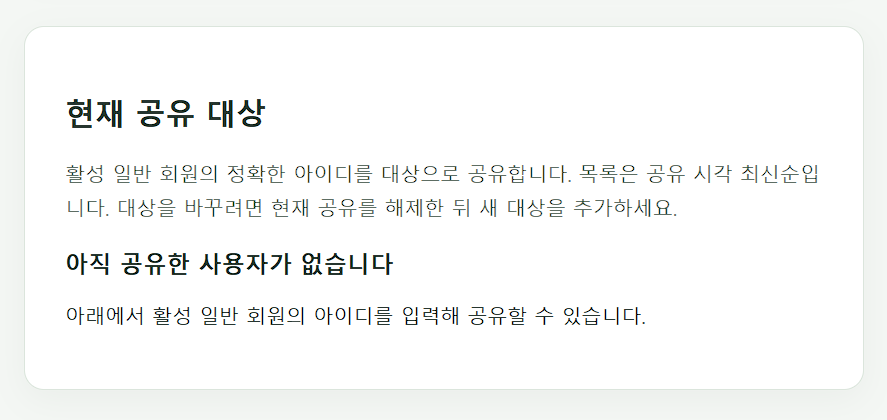 현재 공유 대상
활성 일반 회원의 정확한 아이디를 대상으로 공유합니다. 목록은 공유 시각 최신순입
니다. 대상을 바꾸려면 현재 공유를 해제한 뒤 새 대상을 추가하세요.
아직 공유한 사용자가 없습니다
아래에서 활성 일반 회원의 아이디를 입력해 공유할 수 있습니다.